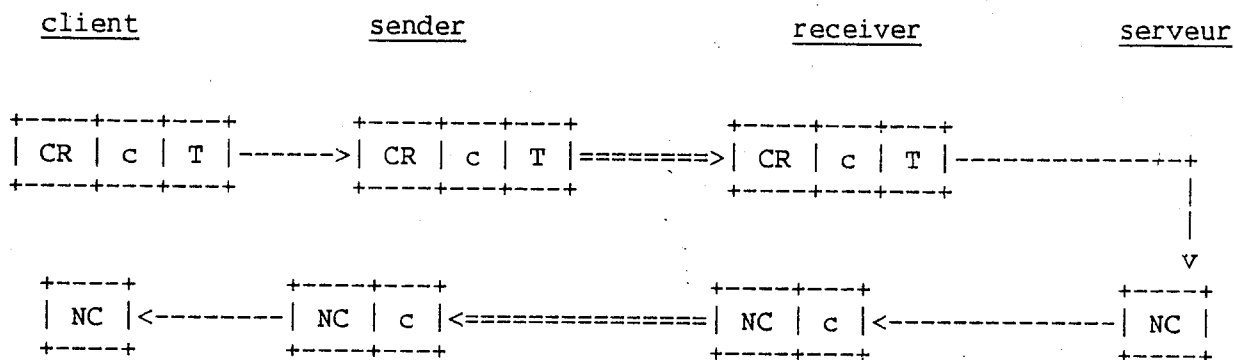 client sender receiver serveur
+----+---+---+ +----+---+---+ +----+---+---+
| CR | c | T |------>| CR | c | T |========>| CR | c | T |--------------+
+----+---+---+ +----+---+---+ +----+---+---+ |
|
v
+-----+ +----+---+ +----+---+ +-----+
| NC |<--------| NC | c |<===============| NC | c |<---------------| NC |
+-----+ +----+---+ +----+---+ +-----+